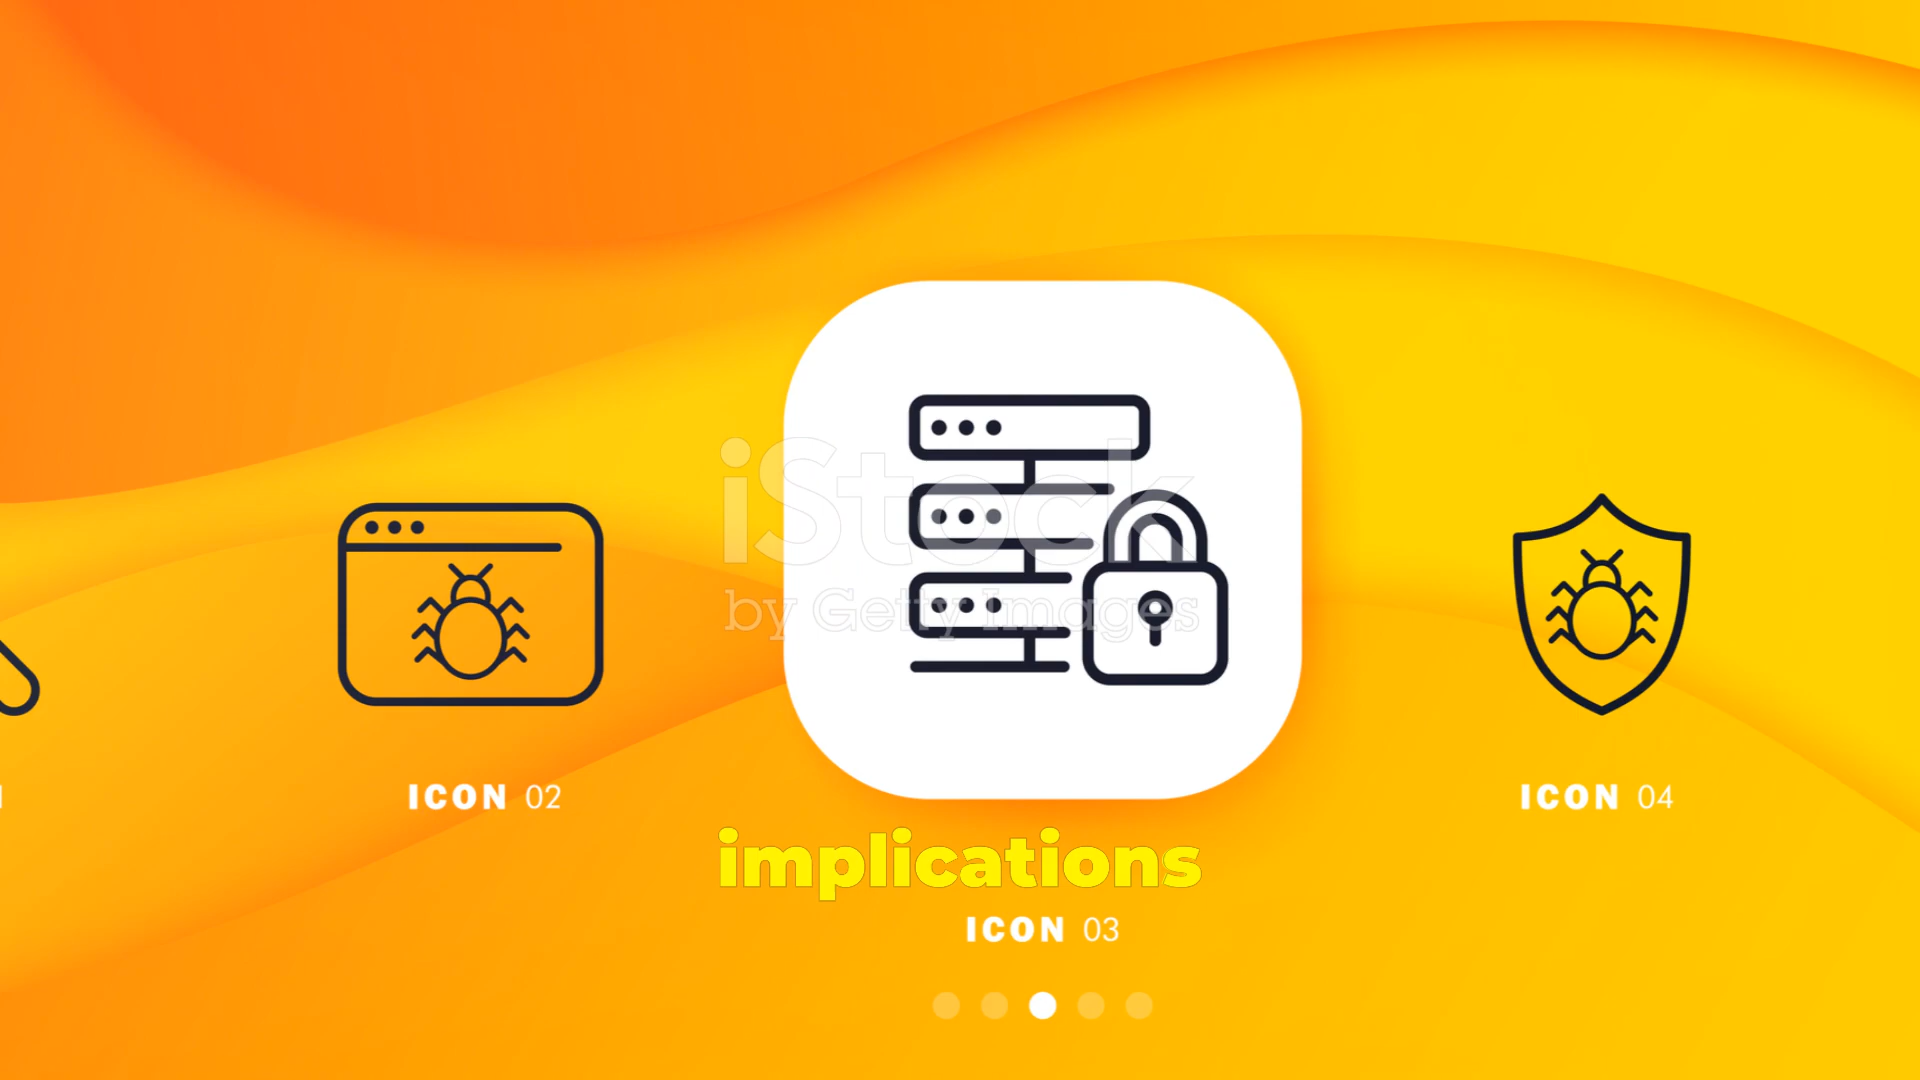 iStock
by Getty Images
ICON 02
ICON 04
implications
ICON 03